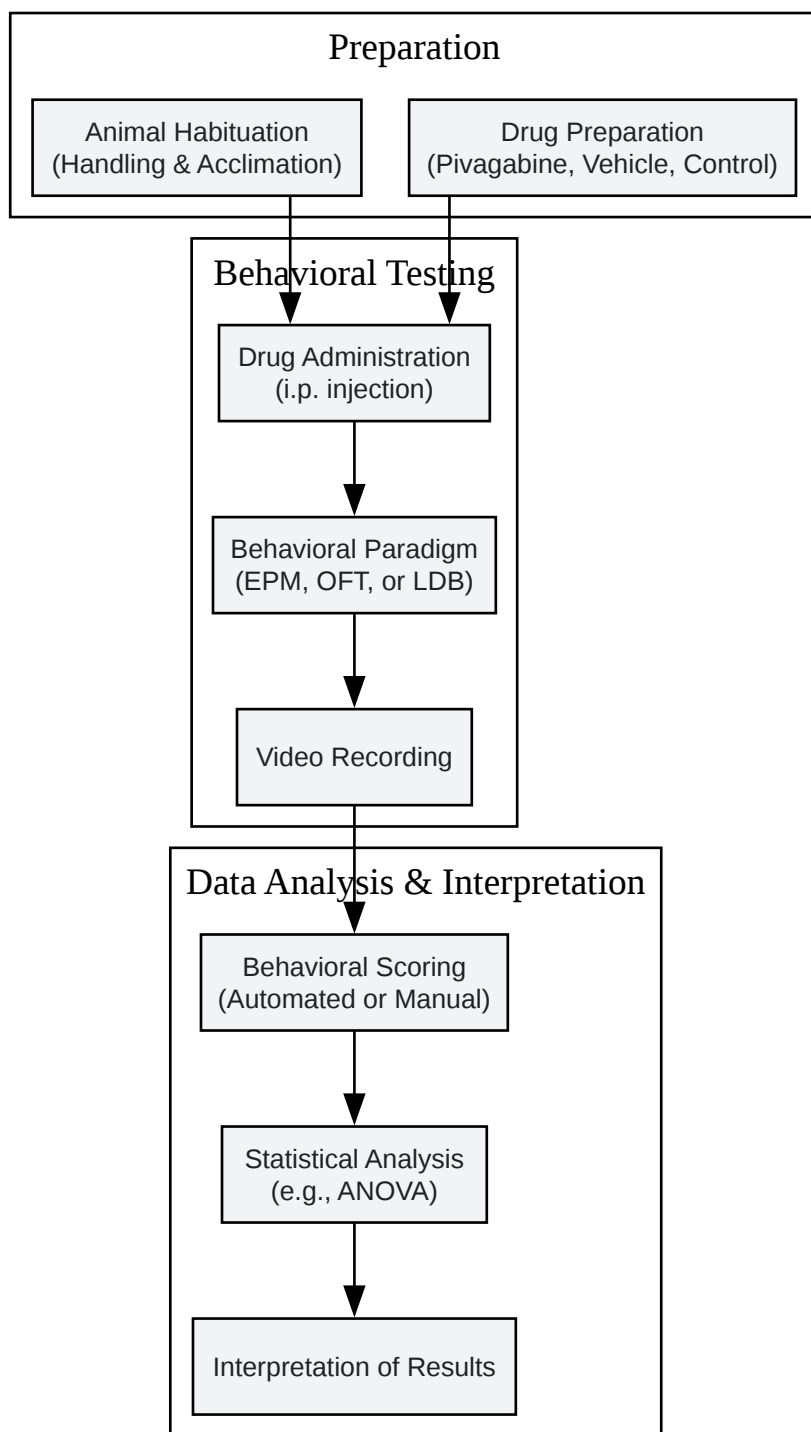 Preparation
Animal Habituation
(Handling & Acclimation)
Drug Preparation
(Pivagabine, Vehicle, Control)
Behavioral Testing
Drug Administration
(i.p. injection)
Behavioral Paradigm
(EPM, OFT, or LDB)
Video Recording
Data Analysis & Interpretation
Behavioral Scoring
(Automated or Manual)
Statistical Analysis
(e.g., ANOVA)
Interpretation of Results